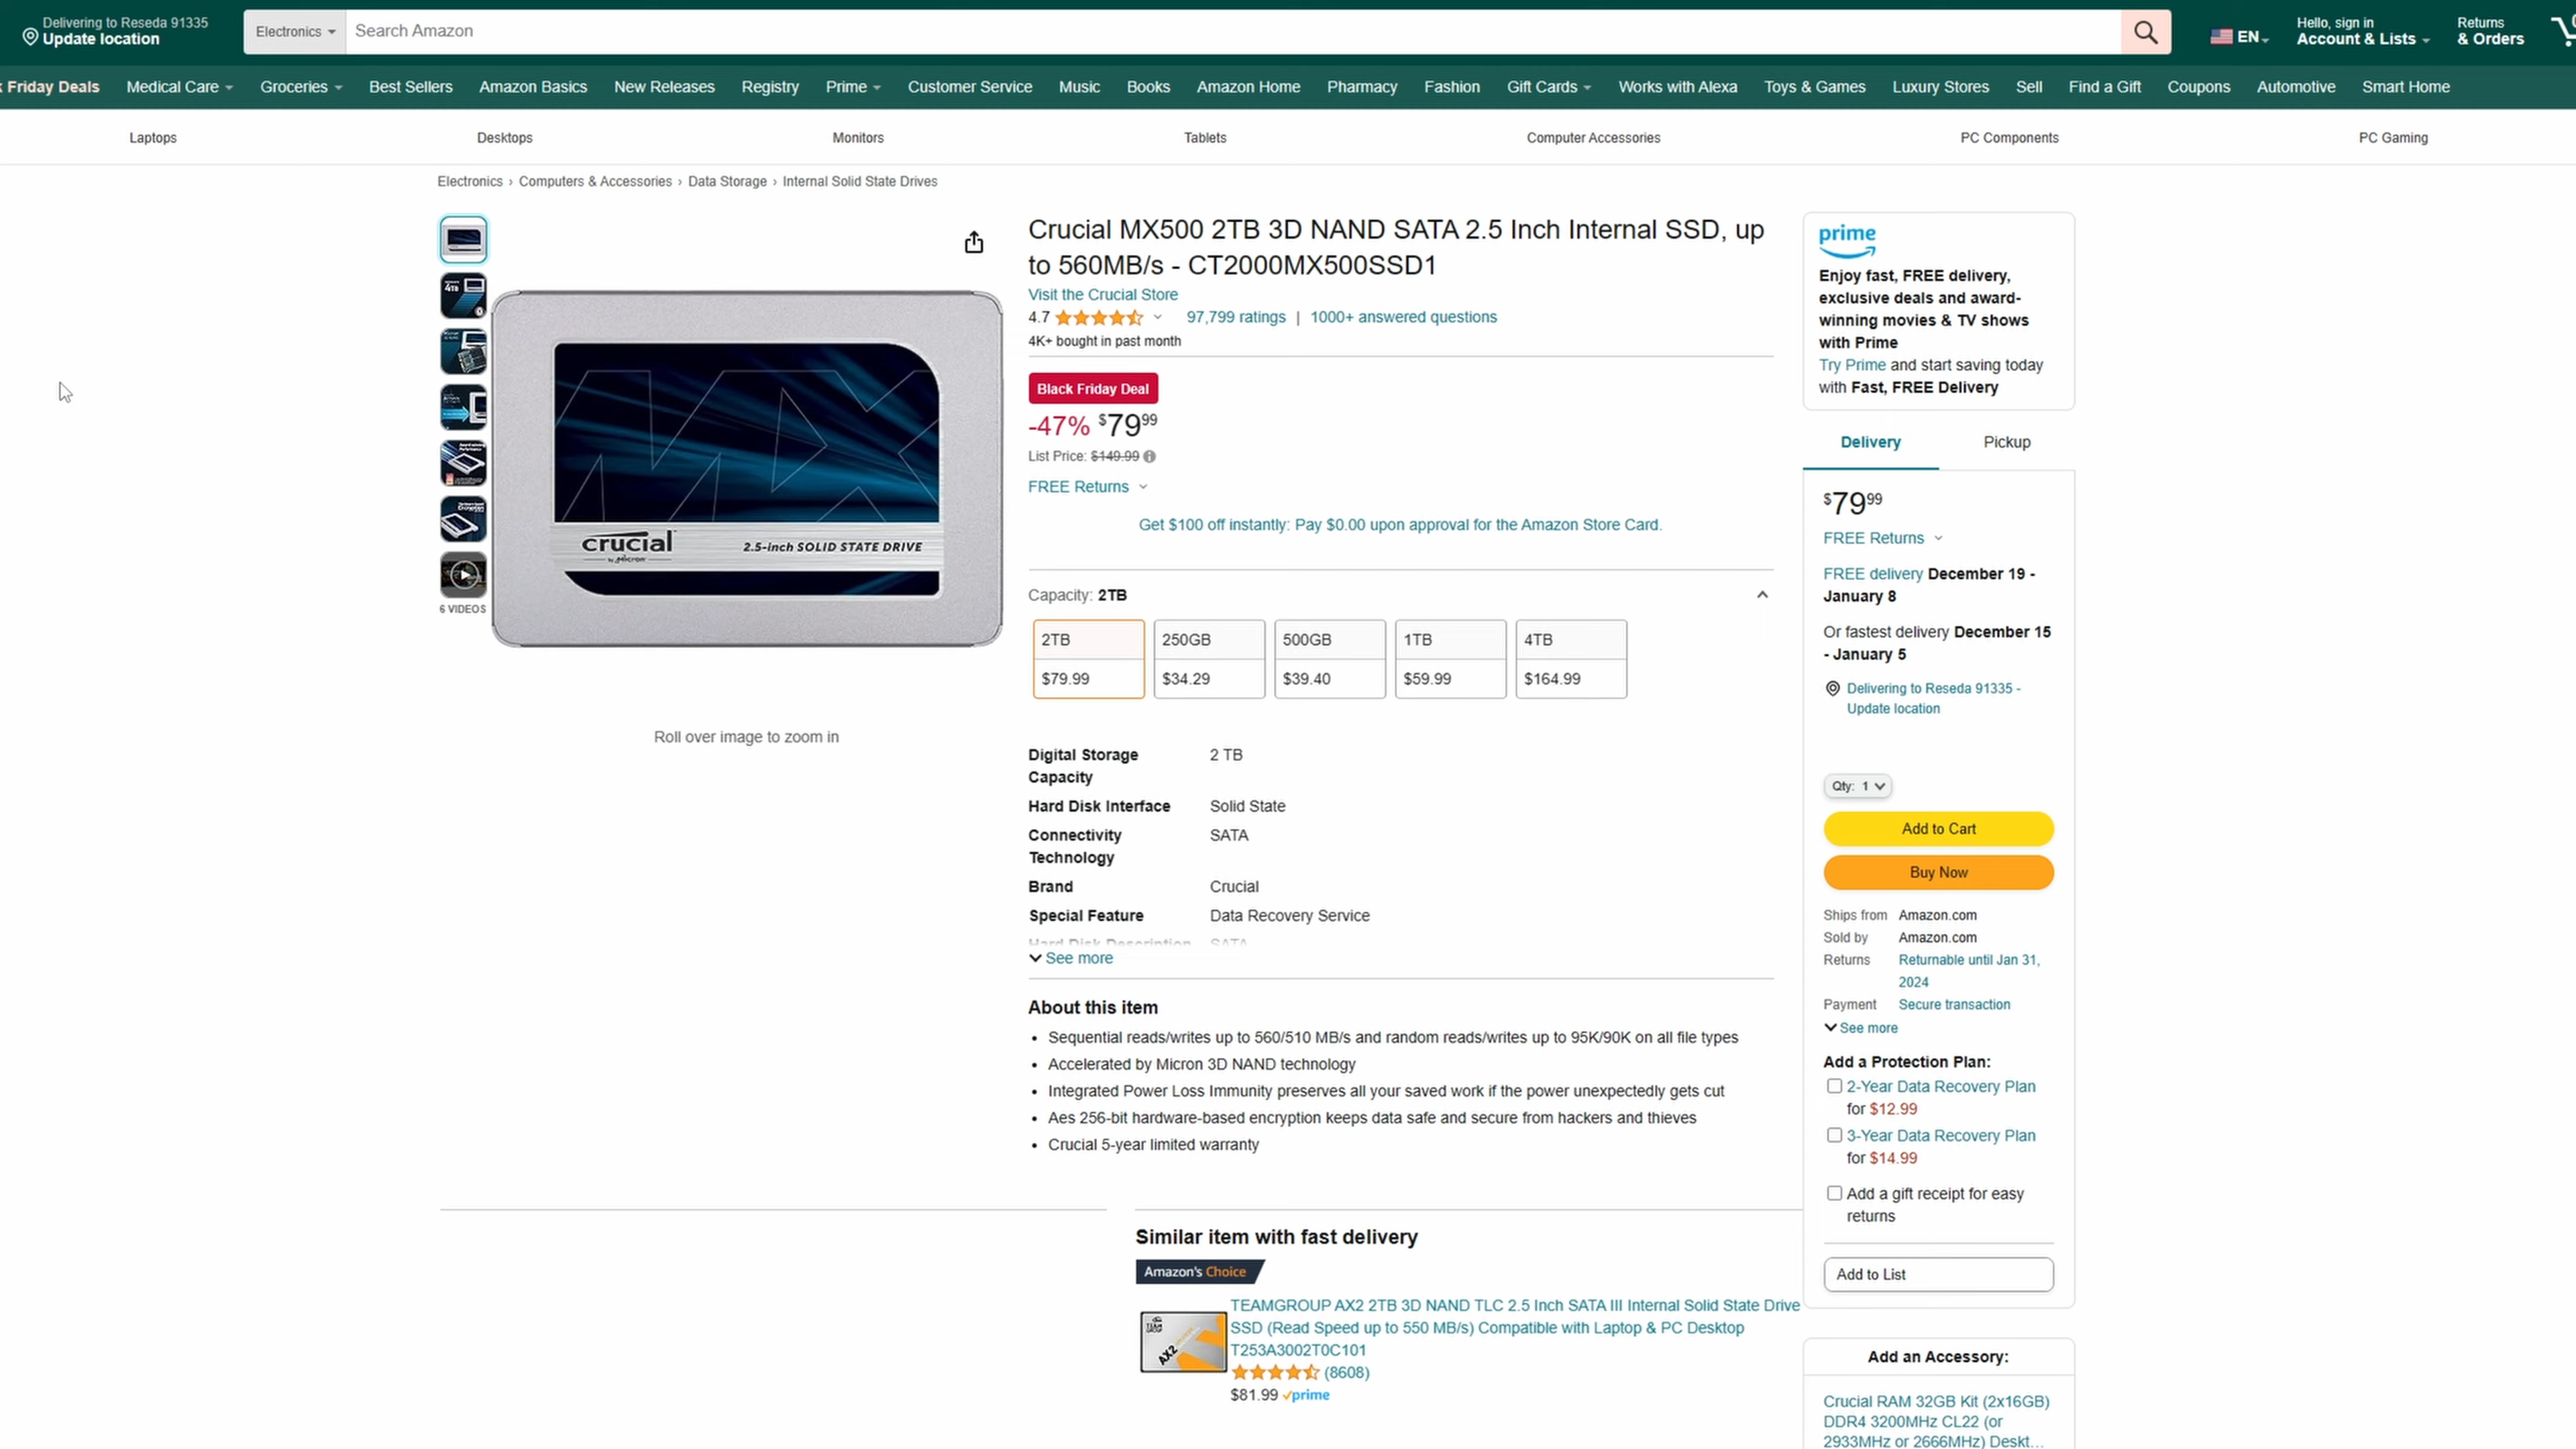 Delivering to Reseda 91335
Update location
Electronics
Search Amazon
EN
Hello, sign in
Account & Lists
Returns
& Orders
Friday Deals
Medical Care
Groceries
Best Sellers
Amazon Basics
New Releases
Registry
Prime
Customer Service
Music
Books
Amazon Home
Pharmacy
Fashion
Gift Cards
Works with Alexa
Toys & Games
Luxury Stores
Sell
Find a Gift
Coupons
Automotive
Smart Home
Laptops
Desktops
Monitors
Tablets
Computer Accessories
PC Components
PC Gaming
Electronics › Computers & Accessories › Data Storage › Internal Solid State Drives
4TB
6 VIDEOS
crucial
by Micron
2.5-inch SOLID STATE DRIVE
Roll over image to zoom in
Crucial MX500 2TB 3D NAND SATA 2.5 Inch Internal SSD, up
to 560MB/s - CT2000MX500SSD1
Visit the Crucial Store
4.7
97,799 ratings | 1000+ answered questions
4K+ bought in past month
Black Friday Deal
-47% $79 99
List Price: $149.99
FREE Returns
Get $100 off instantly: Pay $0.00 upon approval for the Amazon Store Card.
Capacity: 2TB
2TB
$79.99
250GB
$34.29
500GB
$39.40
1TB
$59.99
4TB
$164.99
Digital Storage
Capacity
2 TB
Hard Disk Interface
Solid State
Connectivity
Technology
SATA
Brand
Crucial
Special Feature
Data Recovery Service
Hard Disk Description
SATA
See more
About this item
• Sequential reads/writes up to 560/510 MB/s and random reads/writes up to 95K/90K on all file types
• Accelerated by Micron 3D NAND technology
• Integrated Power Loss Immunity preserves all your saved work if the power unexpectedly gets cut
• Aes 256-bit hardware-based encryption keeps data safe and secure from hackers and thieves
• Crucial 5-year limited warranty
Similar item with fast delivery
Amazon's Choice
TEAM
AX2
TEAMGROUP AX2 2TB 3D NAND TLC 2.5 Inch SATA III Internal Solid State Drive
SSD (Read Speed up to 550 MB/s) Compatible with Laptop & PC Desktop
T253A3002T0C101
(8608)
$81.99 prime
prime
Enjoy fast, FREE delivery,
exclusive deals and award-
winning movies & TV shows
with Prime
Try Prime and start saving today
with Fast, FREE Delivery
Delivery
Pickup
$79 99
FREE Returns
FREE delivery December 19 -
January 8
Or fastest delivery December 15
- January 5
Delivering to Reseda 91335 -
Update location
Qty: 1
Add to Cart
Buy Now
Ships from
Amazon.com
Sold by
Amazon.com
Returns
Returnable until Jan 31,
2024
Payment
Secure transaction
See more
Add a Protection Plan:
2-Year Data Recovery Plan
for $12.99
3-Year Data Recovery Plan
for $14.99
Add a gift receipt for easy
returns
Add to List
Add an Accessory:
Crucial RAM 32GB Kit (2x16GB)
DDR4 3200MHz CL22 (or
2933MHz or 2666MHz) Deskt...